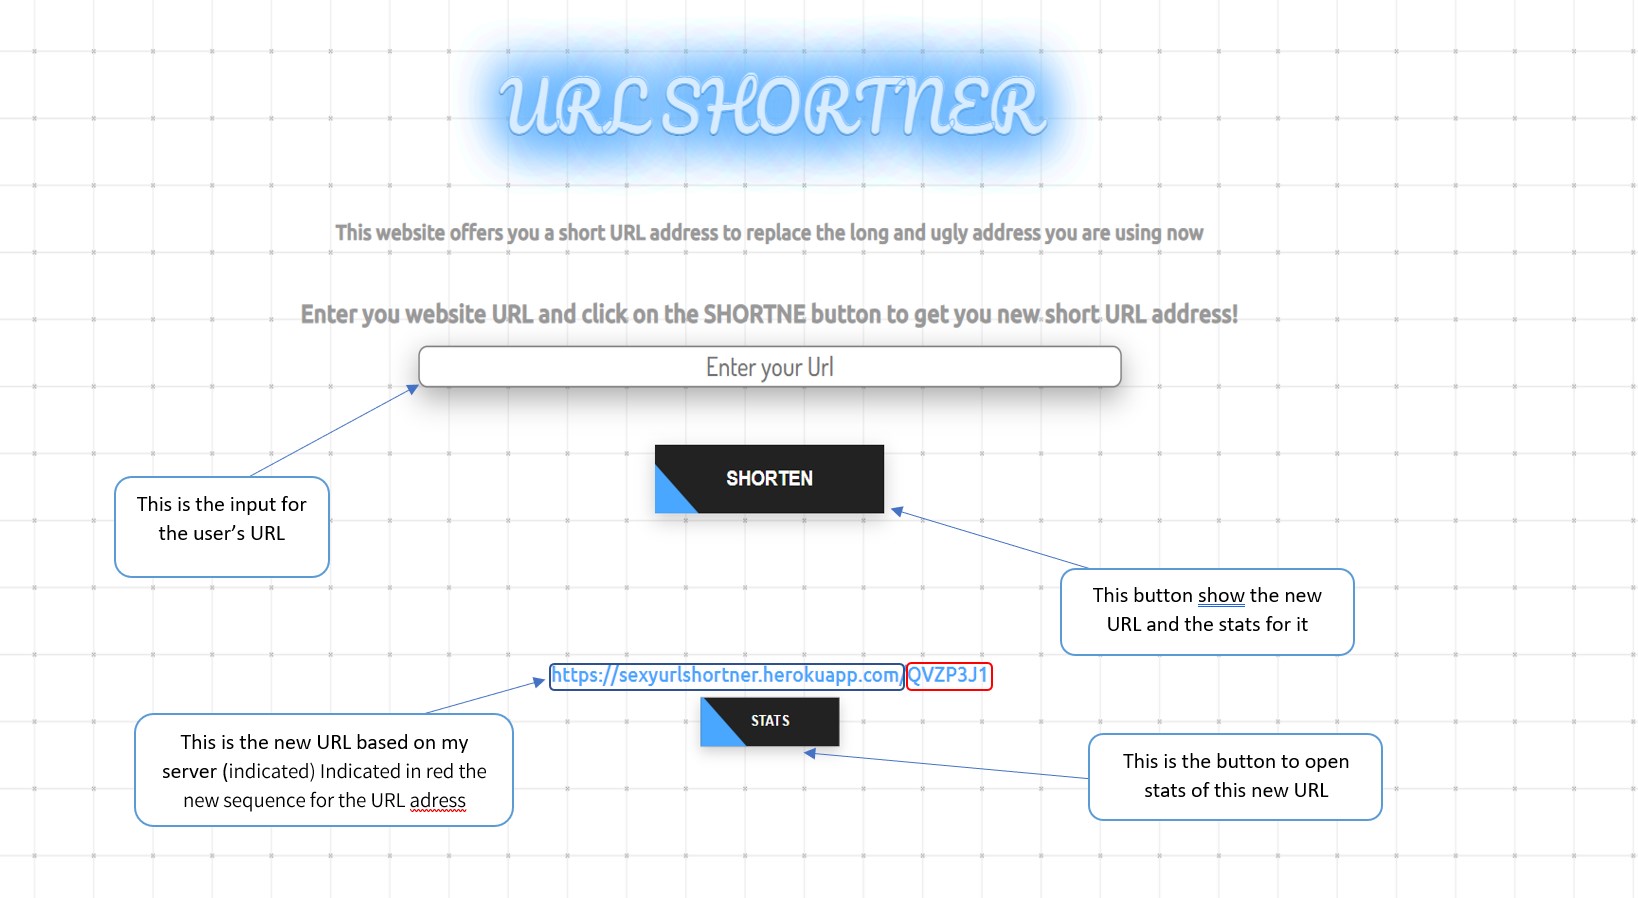 URL SHORTNER
This website offers you a short URL address to replace the long and ugly address you are using now
Enter you website URL and click on the SHORTNE button to get you new short URL address!
Enter your Url
SHORTEN
This is the input for
the user’s URL
This button show the new
URL and the stats for it
https://sexyurlshortner.herokuapp.com/QVZP3J1
STATS
This is the new URL based on my
server (indicated) Indicated in red the
new sequence for the URL adress
This is the button to open
stats of this new URL